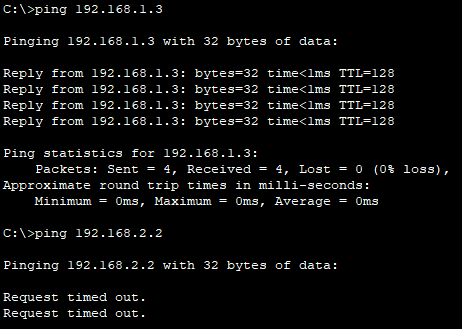 C:\>ping 192.168.1.3
Pinging 192.168.1.3 with 32 bytes of data:
Reply from 192.168.1.3: bytes=32 time<1ms TTL=128
Reply from 192.168.1.3: bytes=32 time<1ms TTL=128
Reply from 192.168.1.3: bytes=32 time<1ms TTL=128
Reply from 192.168.1.3: bytes=32 time<1ms TTL=128
Ping statistics for 192.168.1.3:
    Packets: Sent = 4, Received = 4, Lost = 0 (0% loss),
Approximate round trip times in milli-seconds:
    Minimum = 0ms, Maximum = 0ms, Average = 0ms
C:\>ping 192.168.2.2
Pinging 192.168.2.2 with 32 bytes of data:
Request timed out.
Request timed out.